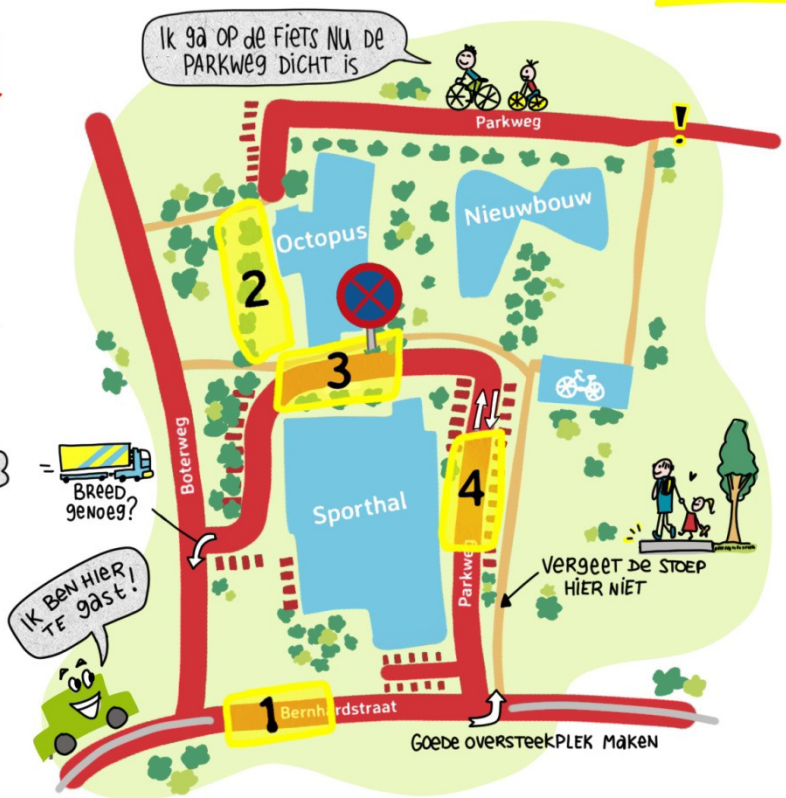 IK ga OP de FIETS NU DE
PARKWEG DICHT IS
Parkweg
!
Octopus
Nieuwbouw
2
3
Boterweg
BREED
genoeg?
Sporthal
4
Parkweg
VERGEET DE STOEP
HIER NIET
IK BEN HIER
TE gast!
1
Bernhardstraat
GOEDE OVERSTEEKPLEK MAKEN